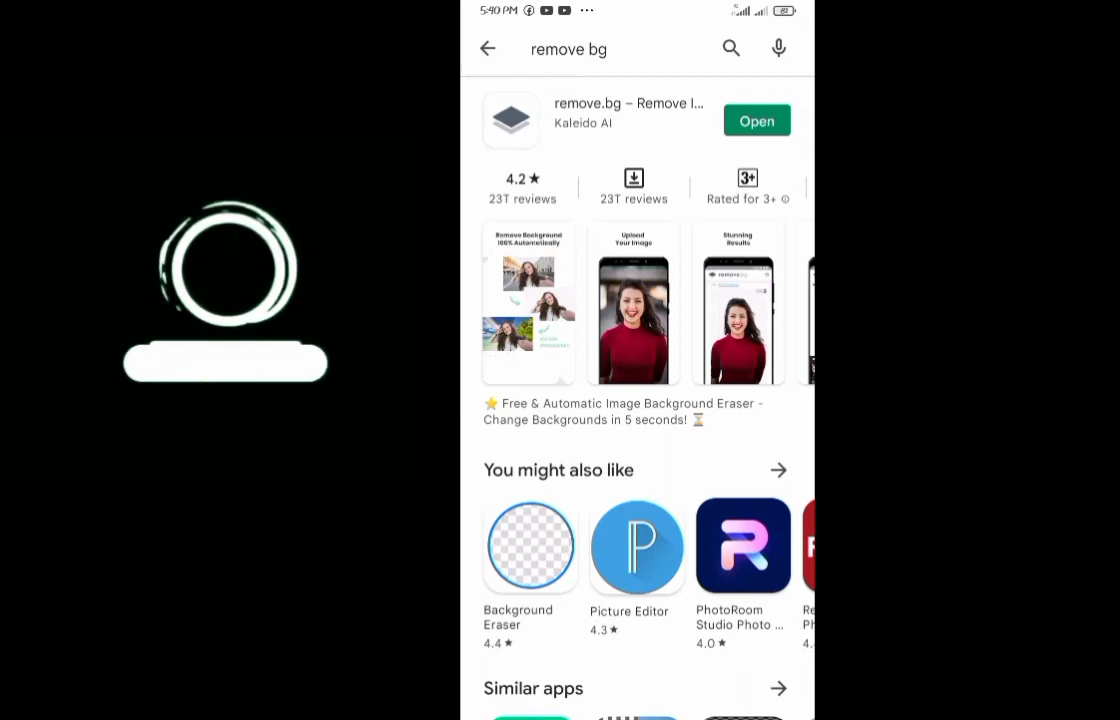 5:40 PM
remove bg
remove.bg – Remove I...
Kaleido AI
Open
4.2 ★
23T reviews
23T reviews
3+
Rated for 3+
Remove Background
100% Automatically
Upload
Your Image
Stunning
Results
remove.bg
⭐ Free & Automatic Image Background Eraser -
Change Backgrounds in 5 seconds! ⏳
You might also like
Background
Eraser
4.4 ★
Picture Editor
4.3 ★
PhotoRoom
Studio Photo ...
4.0 ★
Similar apps